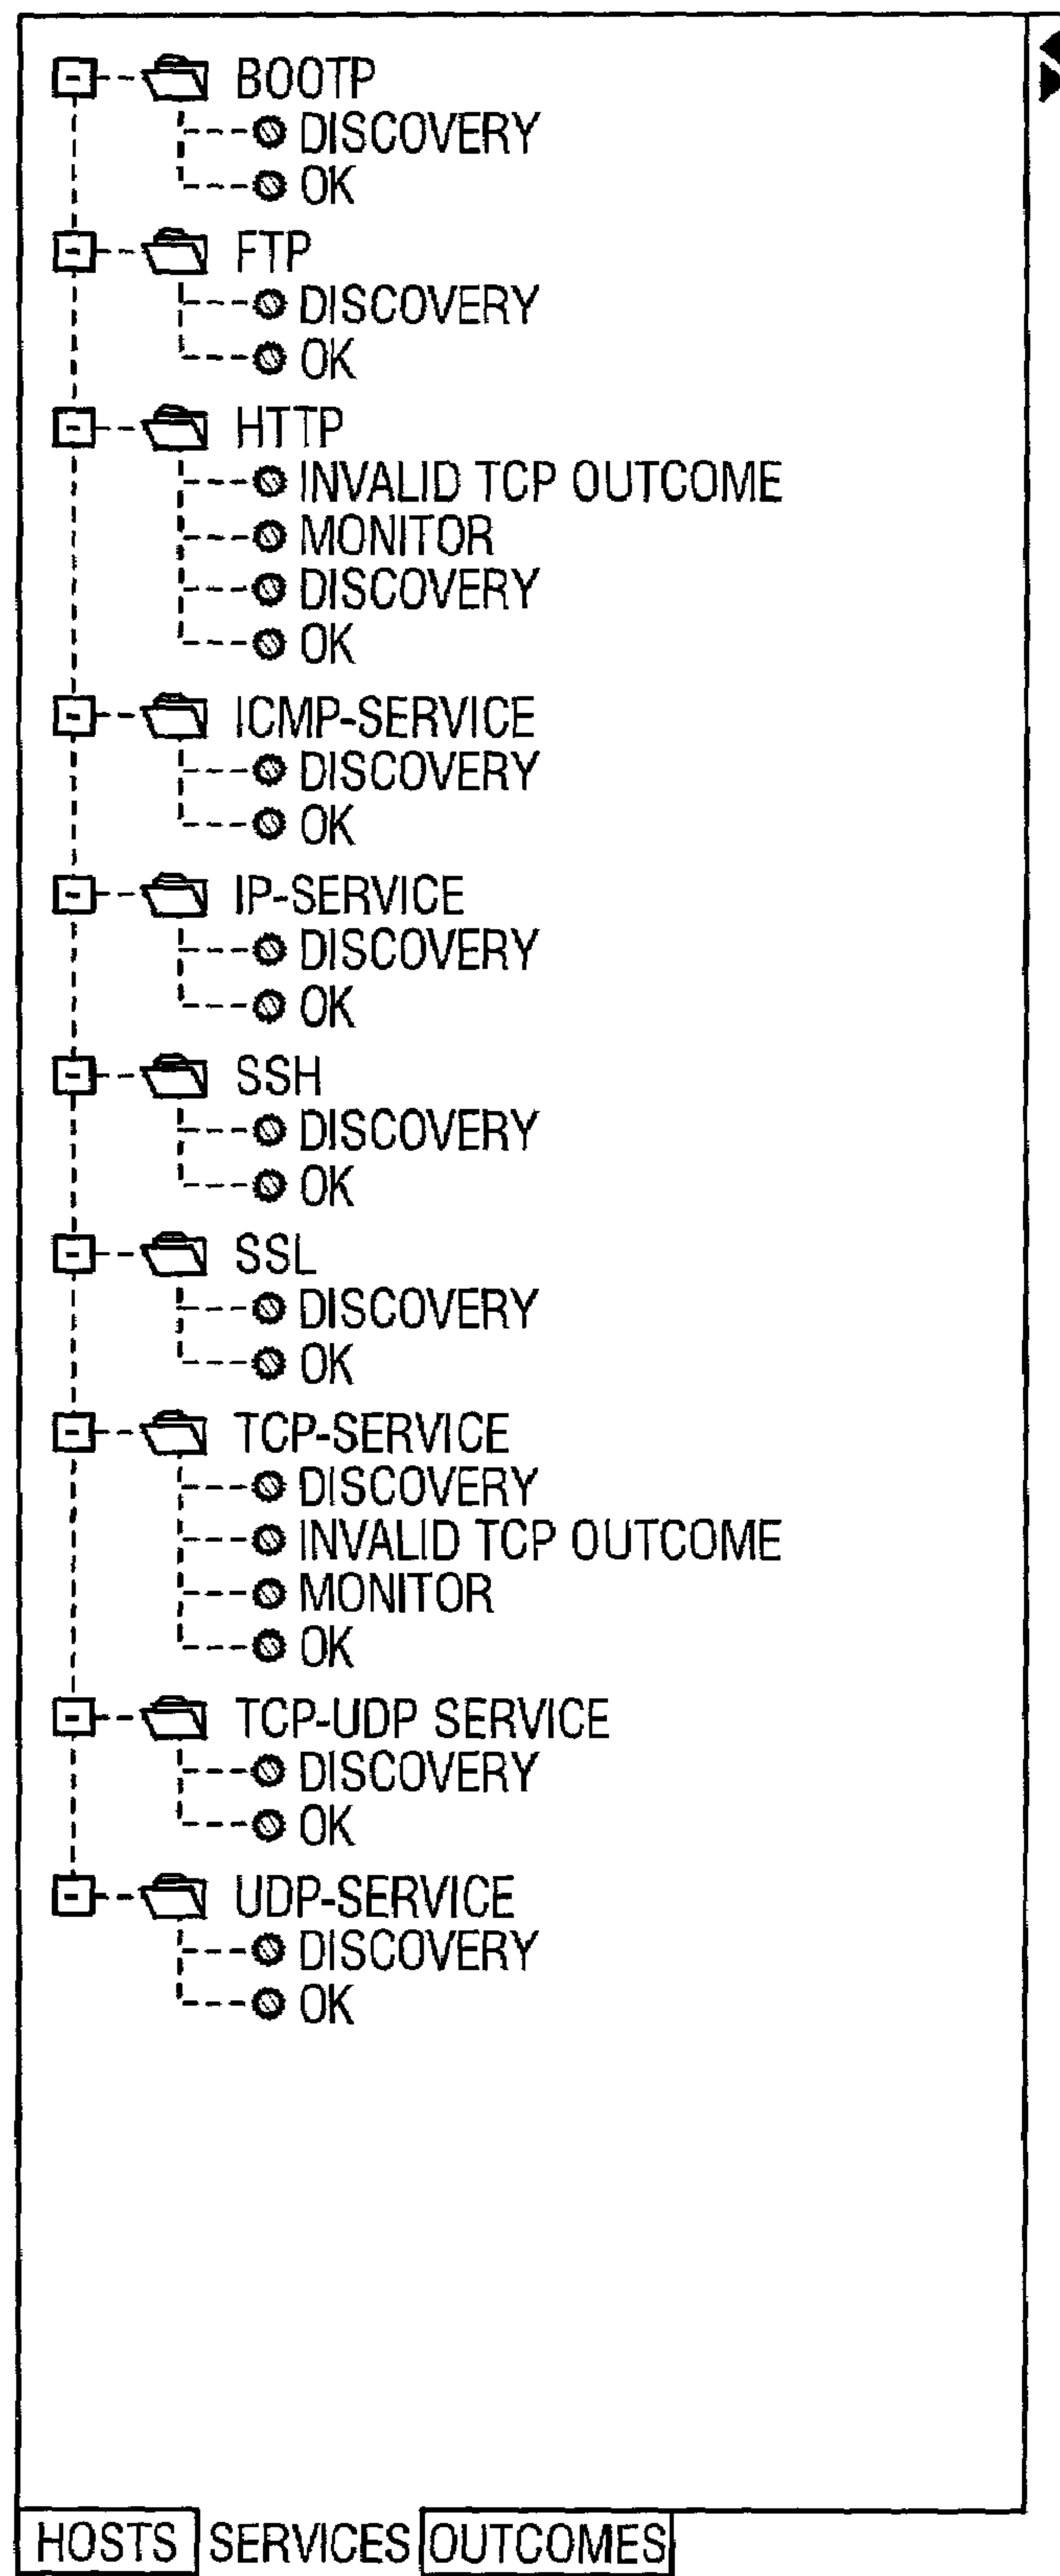 BOOTP
DISCOVERY
OK
FTP
DISCOVERY
OK
HTTP
INVALID TCP OUTCOME
MONITOR
DISCOVERY
OK
ICMP-SERVICE
DISCOVERY
OK
IP-SERVICE
DISCOVERY
OK
SSH
DISCOVERY
OK
SSL
DISCOVERY
OK
TCP-SERVICE
DISCOVERY
INVALID TCP OUTCOME
MONITOR
OK
TCP-UDP SERVICE
DISCOVERY
OK
UDP-SERVICE
DISCOVERY
OK
HOSTS SERVICES OUTCOMES